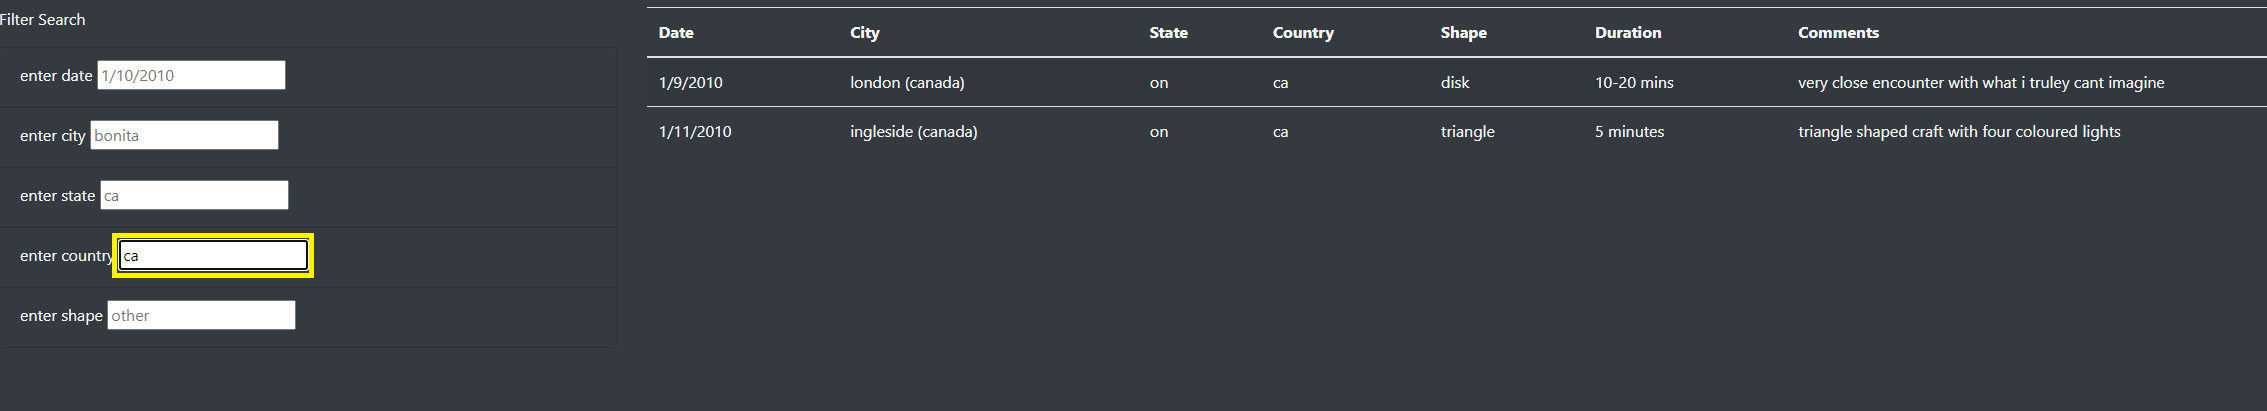 Filter Search
enter date 1/10/2010
enter city bonita
enter state ca
enter country ca
enter shape other
Date City State Country Shape Duration Comments
1/9/2010 london (canada) on ca disk 10-20 mins very close encounter with what i truley cant imagine
1/11/2010 ingleside (canada) on ca triangle 5 minutes triangle shaped craft with four coloured lights